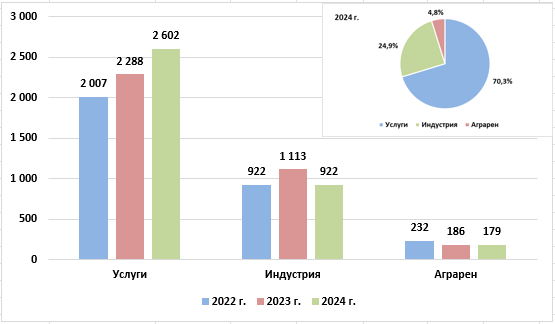 2024 г.
4,8%
24,9%
70,3%
Услуги Индустрия Аграрен
3 000
2 500
2 000
1 500
1 000
500
0
2 007 2 288 2 602
922 1 113 922
232 186 179
Услуги Индустрия Аграрен
2022 г. 2023 г. 2024 г.